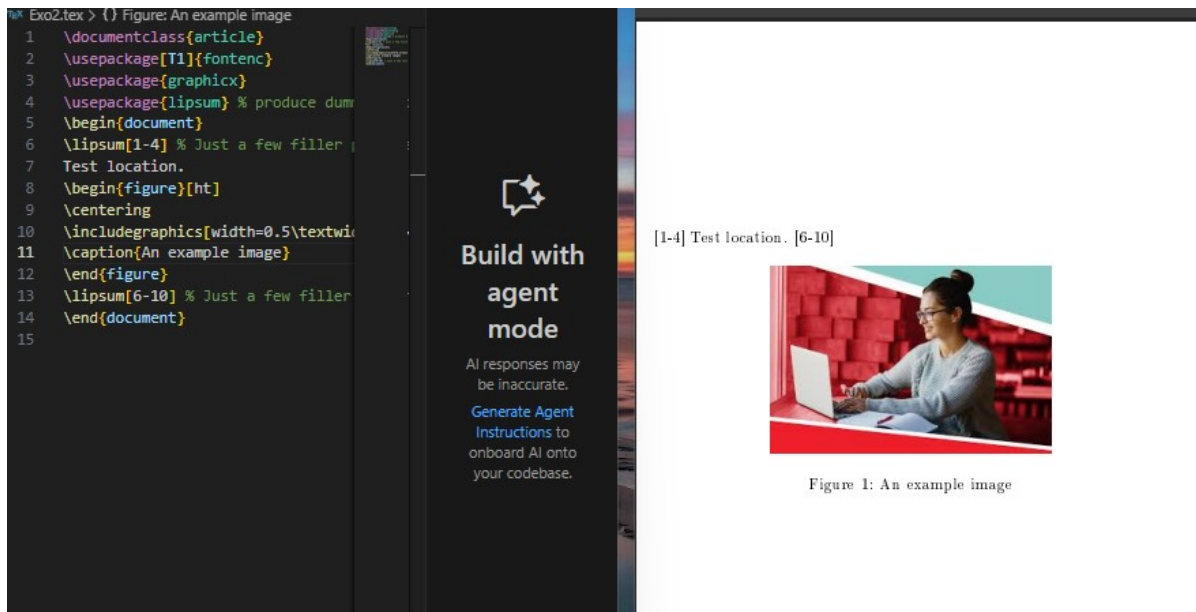 TEX Exo2.tex > {} Figure: An example image
1 \documentclass{article}
2 \usepackage[T1]{fontenc}
3 \usepackage{graphicx}
4 \usepackage{lipsum} % produce dum
5 \begin{document}
6 \lipsum[1-4] % Just a few filler
7 Test location.
8 \begin{figure}[ht]
9 \centering
10 \includegraphics[width=0.5\textwi
11 \caption{An example image}
12 \end{figure}
13 \lipsum[6-10] % Just a few filler
14 \end{document}
15
Build with
agent
mode
AI responses may
be inaccurate.
Generate Agent
Instructions to
onboard AI onto
your codebase.
[1-4] Test location. [6-10]
Figure 1: An example image